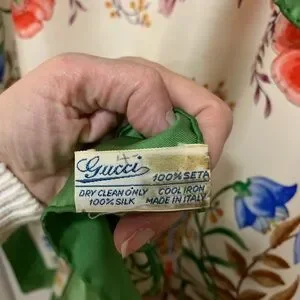 Gucci 100% SETA
DRY CLEAN ONLY COOL IRON
100% SILK MADE IN ITALY